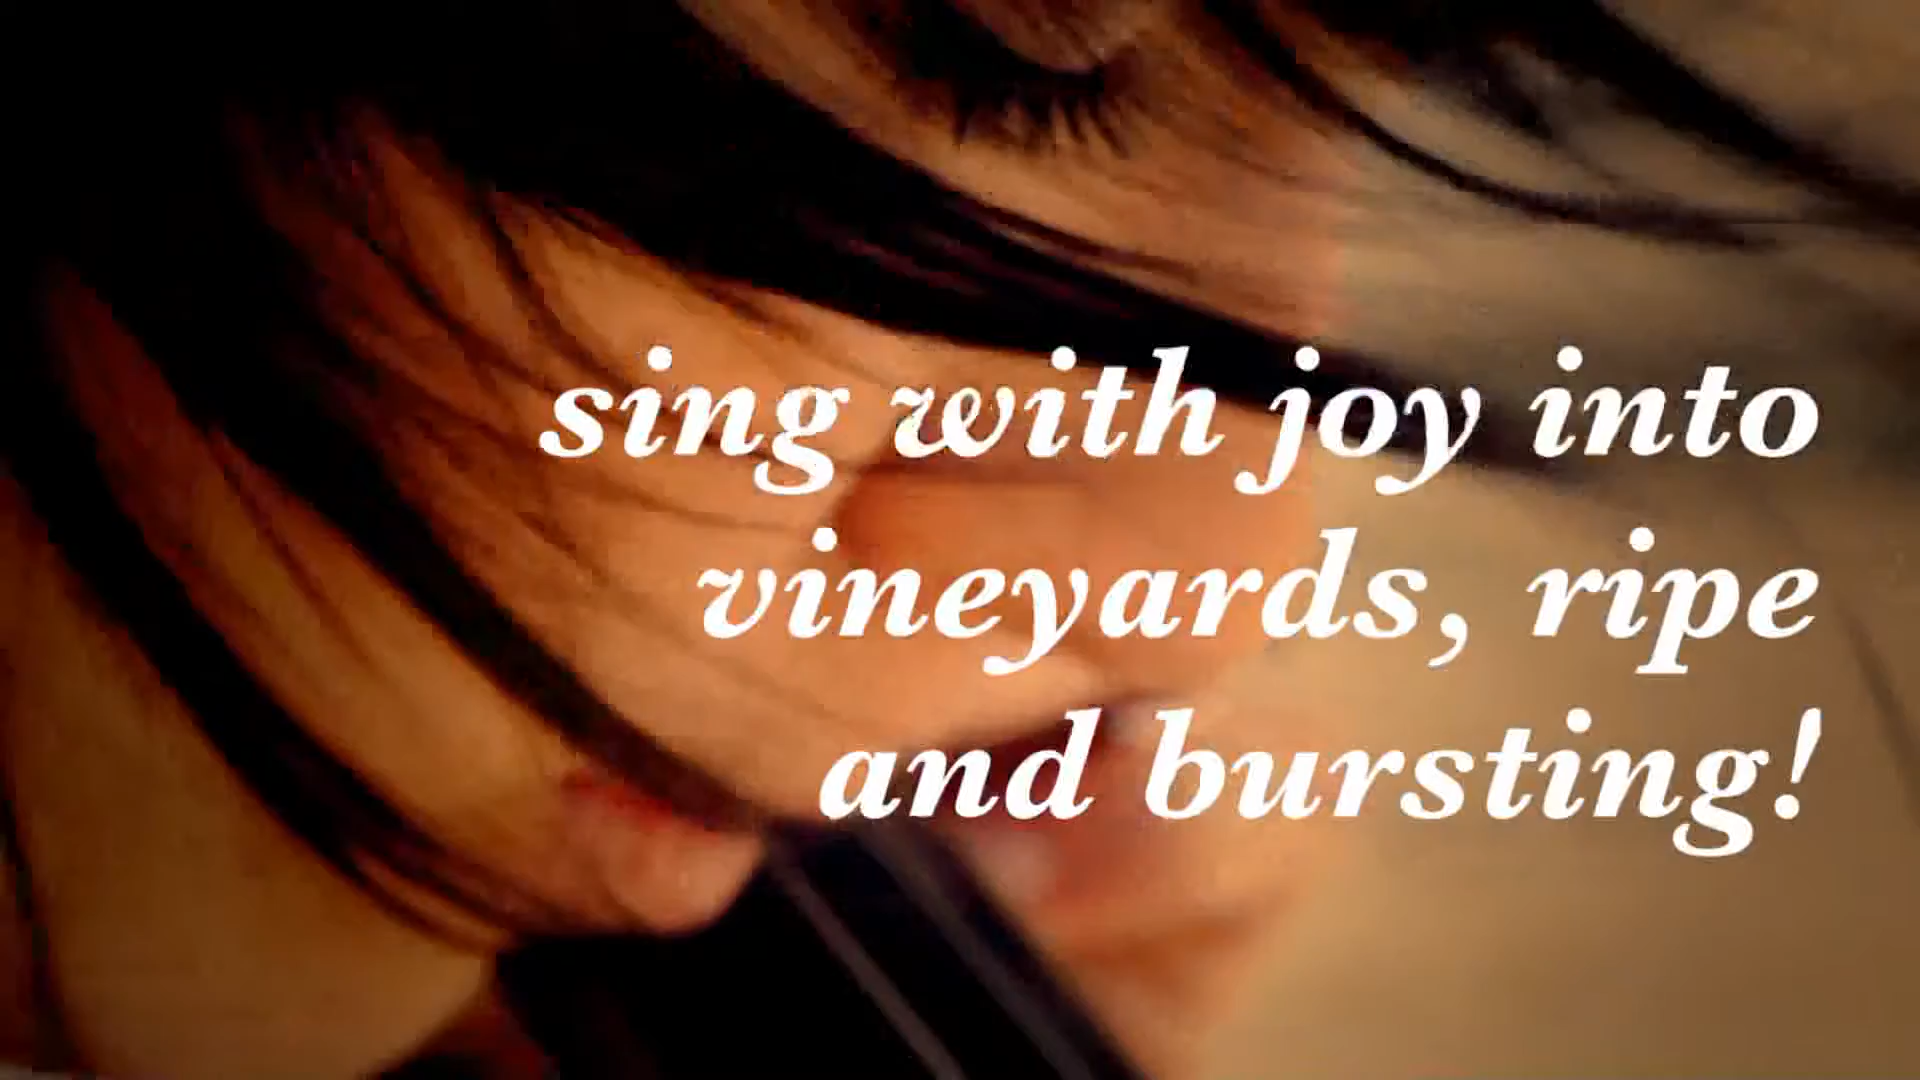 sing with joy into
vineyards, ripe
and bursting!